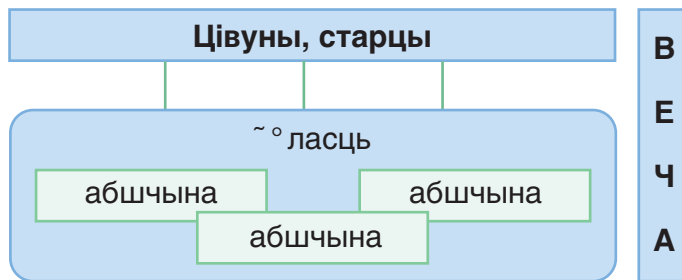 Цівуны, старцы
˜°ласць
абшчына
абшчына
абшчына
В
Е
Ч
А